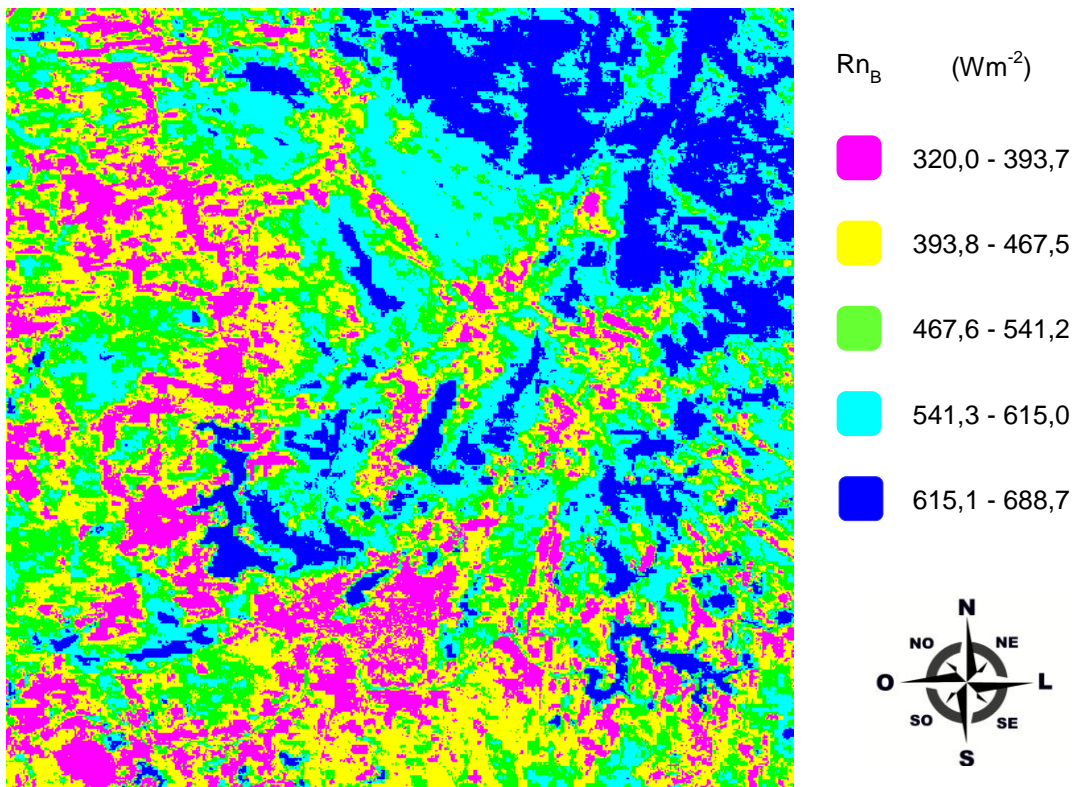 Rn_B (Wm⁻²)
320,0 - 393,7
393,8 - 467,5
467,6 - 541,2
541,3 - 615,0
615,1 - 688,7
N
NO NE
O L
SO SE
S